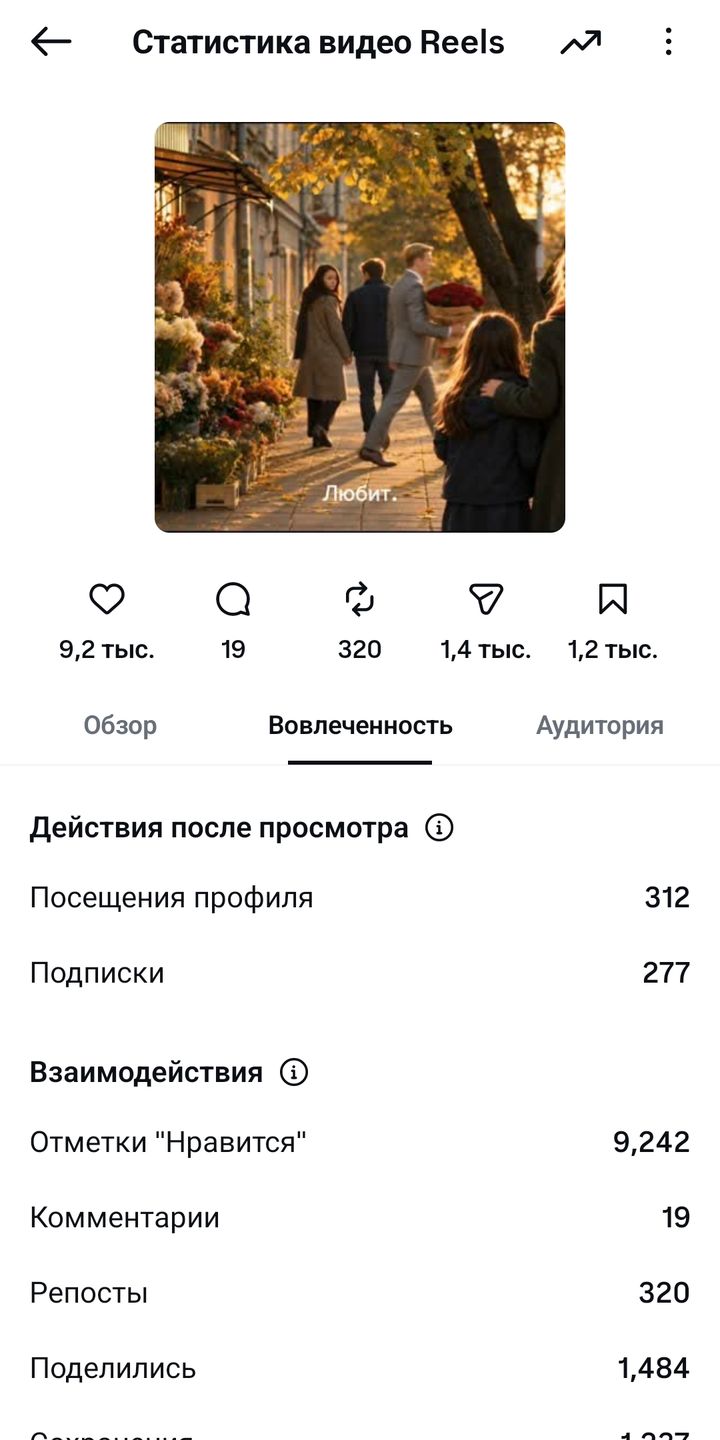 Статистика видео Reels
Любит.
9,2 тыс.
19
320
1,4 тыс.
1,2 тыс.
Обзор
Вовлеченность
Аудитория
Действия после просмотра
Посещения профиля 312
Подписки 277
Взаимодействия
Отметки "Нравится" 9,242
Комментарии 19
Репосты 320
Поделились 1,484